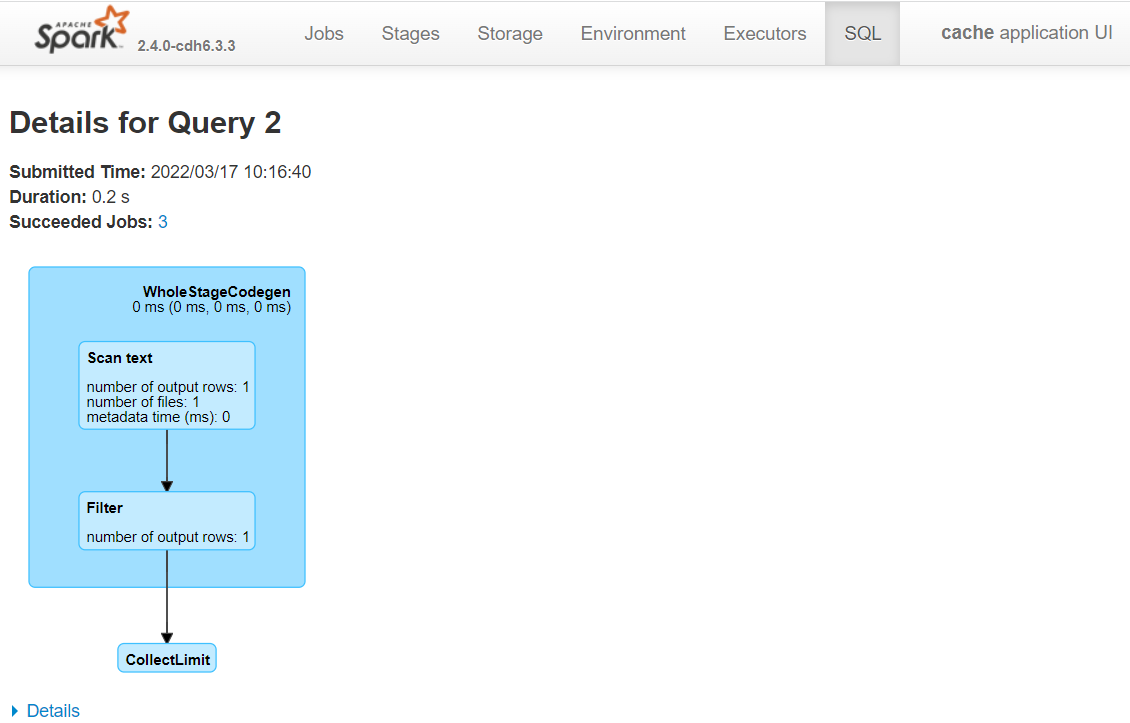 APACHE
Spark 2.4.0-cdh6.3.3
Jobs Stages Storage Environment Executors SQL cache application UI
Details for Query 2
Submitted Time: 2022/03/17 10:16:40
Duration: 0.2 s
Succeeded Jobs: 3
WholeStageCodegen
0 ms (0 ms, 0 ms, 0 ms)
Scan text
number of output rows: 1
number of files: 1
metadata time (ms): 0
Filter
number of output rows: 1
CollectLimit
Details